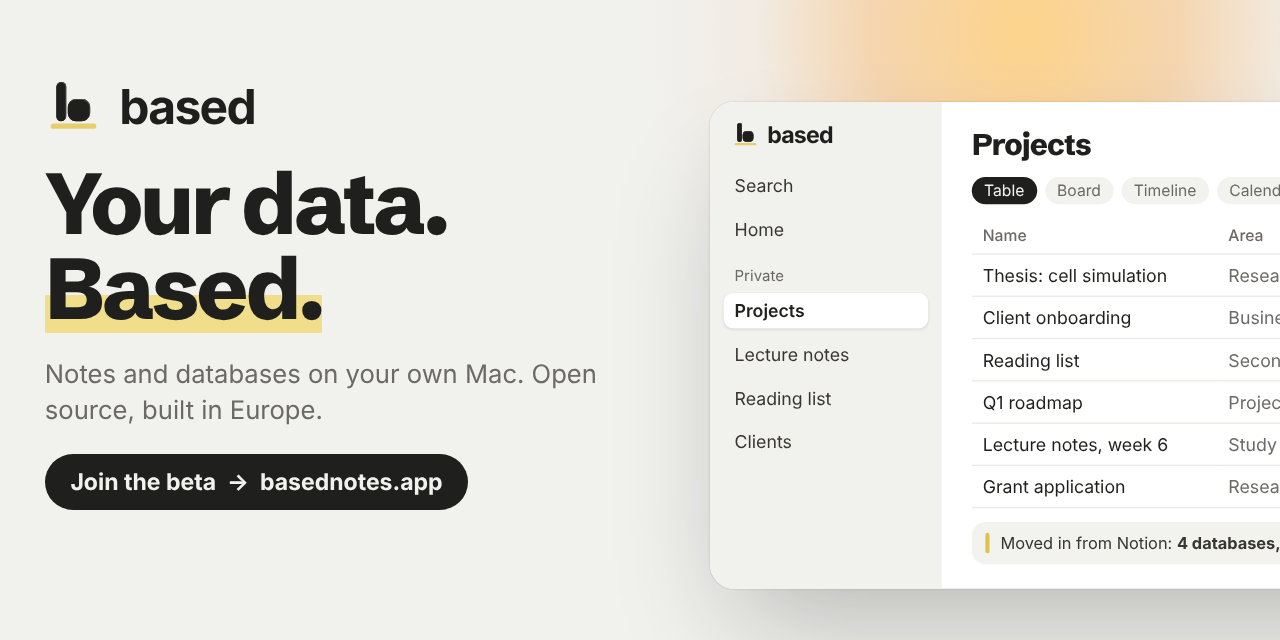 based
Your data.
Based.
Notes and databases on your own Mac. Open
source, built in Europe.
Join the beta → basednotes.app
based
Search
Home
Private
Projects
Lecture notes
Reading list
Clients
Projects
Table Board Timeline
Name Area
Thesis: cell simulation
Client onboarding
Reading list
Q1 roadmap
Lecture notes, week 6 Study
Grant application
Moved in from Notion: 4 databases,